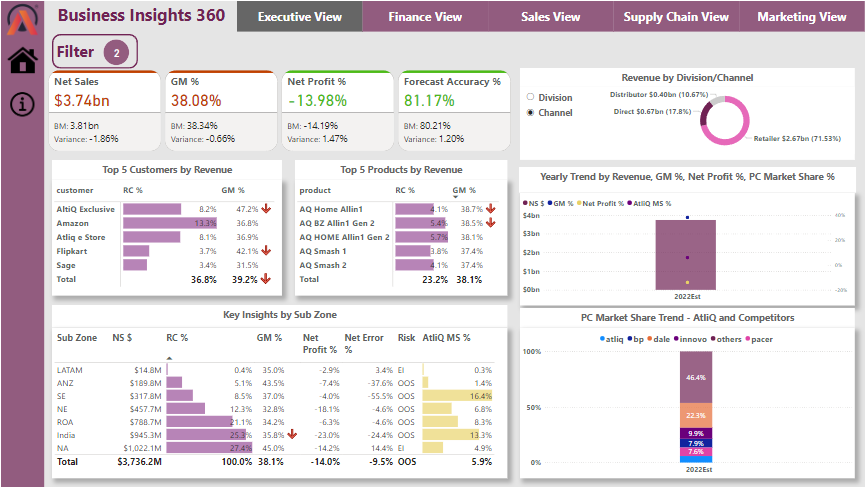 Business Insights 360
Executive View
Finance View
Sales View
Supply Chain View
Marketing View
Filter 2
Net Sales
$3.74bn
BM: 3.81bn
Variance: -1.86%
GM %
38.08%
BM: 38.34%
Variance: -0.66%
Net Profit %
-13.98%
BM: -14.19%
Variance: 1.47%
Forecast Accuracy %
81.17%
BM: 80.21%
Variance: 1.20%
Revenue by Division/Channel
Division
Channel
Distributor $0.40bn (10.67%)
Direct $0.67bn (17.8%)
Retailer $2.67bn (71.53%)
Top 5 Customers by Revenue
customer RC % GM %
AltiQ Exclusive 8.2% 47.2%
Amazon 13.3% 36.8%
Atliq e Store 8.1% 36.9%
Flipkart 3.7% 42.1%
Sage 3.4% 31.5%
Total 36.8% 39.2%
Top 5 Products by Revenue
product RC % GM %
AQ Home Allin1 4.1% 38.7%
AQ BZ Allin1 Gen 2 5.4% 38.5%
AQ HOME Allin1 Gen 2 5.7% 38.1%
AQ Smash 1 3.8% 37.4%
AQ Smash 2 4.1% 37.4%
Total 23.2% 38.1%
Yearly Trend by Revenue, GM %, Net Profit %, PC Market Share %
NS $ GM % Net Profit % AtliQ MS %
$4bn
$3bn
$2bn
$1bn
$0bn
40%
20%
0%
-20%
2022Est
Key Insights by Sub Zone
Sub Zone NS $ RC % GM % Net Profit % Net Error % Risk AtliQ MS %
LATAM $14.8M 0.4% 35.0% -2.9% 3.4% EI 0.3%
ANZ $189.8M 5.1% 43.5% -7.4% -37.6% OOS 1.4%
SE $317.8M 8.5% 37.0% -4.0% -55.5% OOS 16.4%
NE $457.7M 12.3% 32.8% -18.1% -4.6% OOS 6.8%
ROA $788.7M 21.1% 34.2% -6.3% -4.6% OOS 8.3%
India $945.3M 25.3% 35.8% -23.0% -24.4% OOS 13.3%
NA $1,022.1M 27.4% 45.0% -14.2% 14.4% EI 4.9%
Total $3,736.2M 100.0% 38.1% -14.0% -9.5% OOS 5.9%
PC Market Share Trend - AtliQ and Competitors
atliq bp dale innovo others pacer
100%
50%
0%
46.4%
22.3%
9.9%
7.9%
7.6%
2022Est